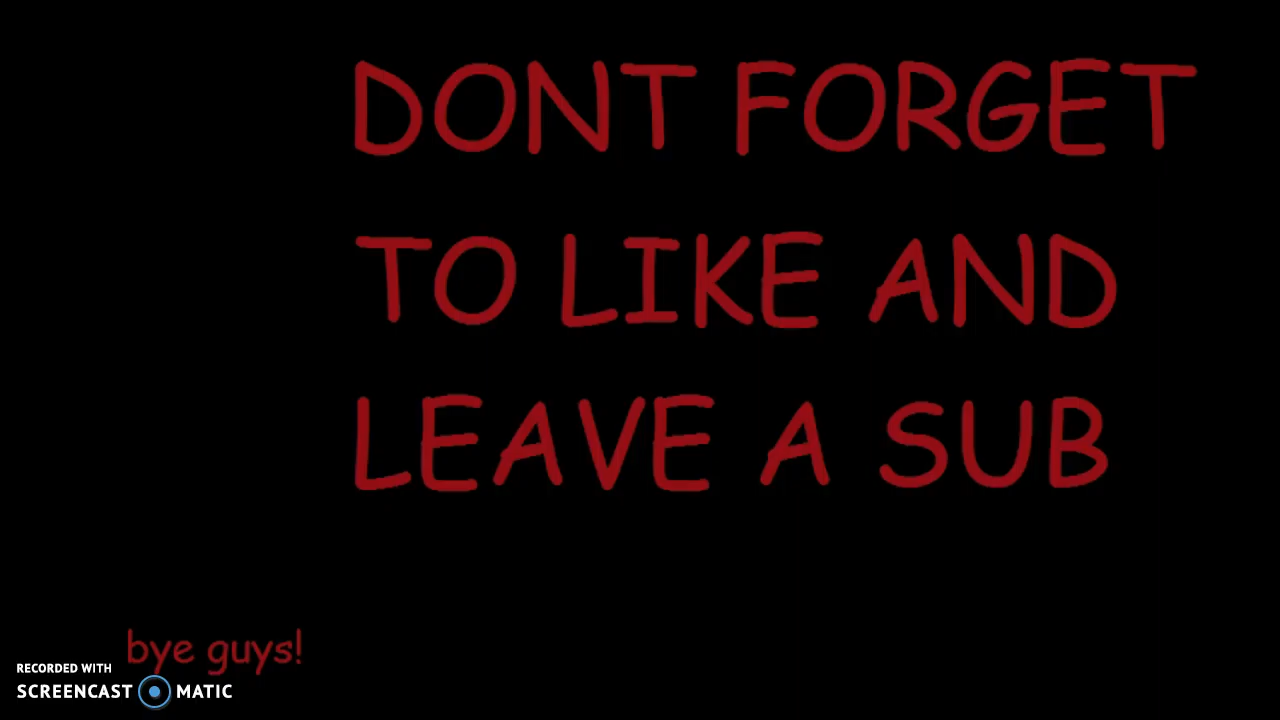 DONT FORGET
TO LIKE AND
LEAVE A SUB
bye guys!
RECORDED WITH
SCREENCAST MATIC